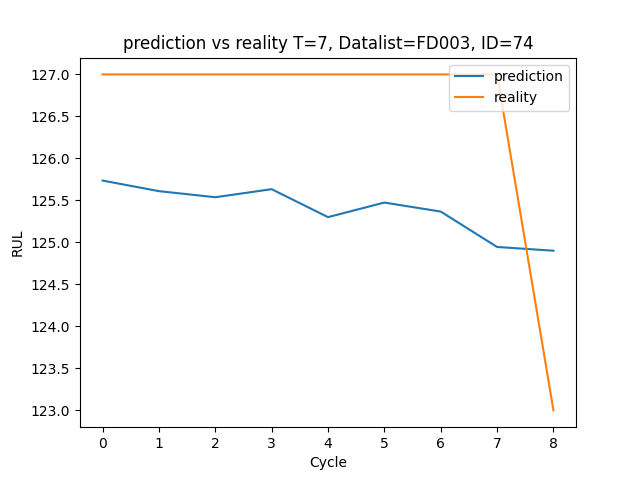 prediction vs reality T=7, Datalist=FD003, ID=74
127.0
126.5
126.0
125.5
125.0
124.5
124.0
123.5
123.0
RUL
prediction
reality
0 1 2 3 4 5 6 7 8
Cycle